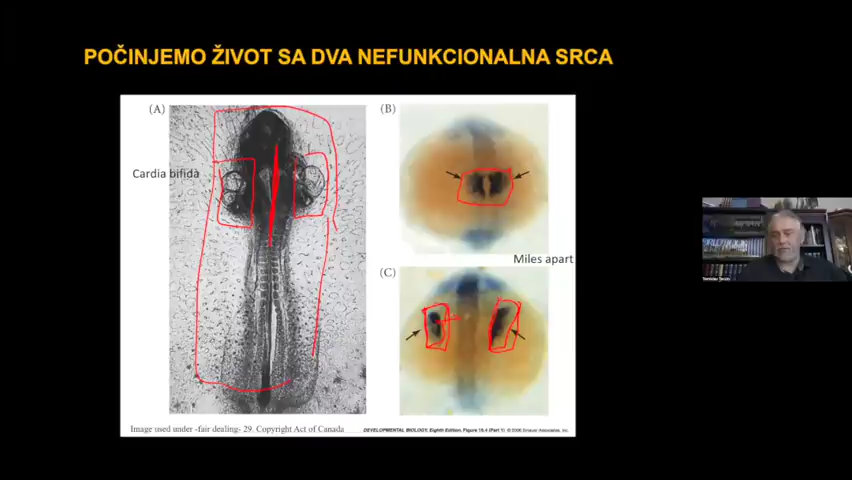 POČINJEMO ŽIVOT SA DVA NEFUNKCIONALNA SRCA
(A)
Cardia bifida
(B)
Miles apart
(C)
Image used under -fair dealing- 29. Copyright Act of Canada
DEVELOPMENTAL BIOLOGY, Eighth Edition, Figure 15.4 (Part 1) © 2006 Sinauer Associates, Inc.